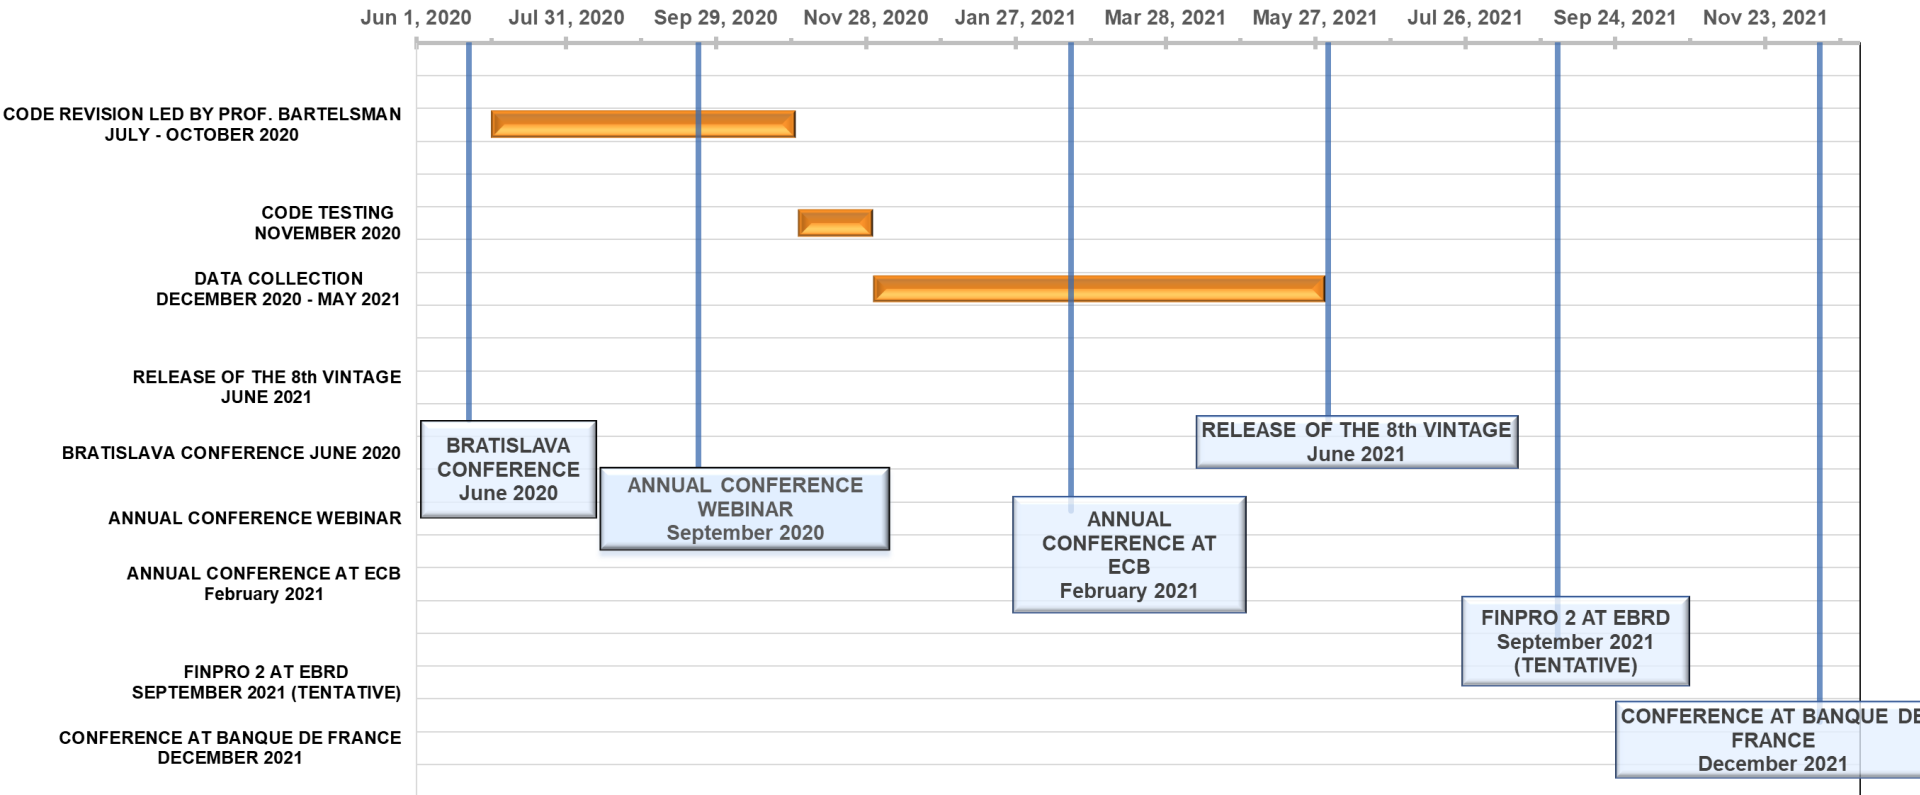 Jun 1, 2020 Jul 31, 2020 Sep 29, 2020 Nov 28, 2020 Jan 27, 2021 Mar 28, 2021 May 27, 2021 Jul 26, 2021 Sep 24, 2021 Nov 23, 2021
CODE REVISION LED BY PROF. BARTELSMAN
JULY - OCTOBER 2020
CODE TESTING
NOVEMBER 2020
DATA COLLECTION
DECEMBER 2020 - MAY 2021
RELEASE OF THE 8th VINTAGE
JUNE 2021
BRATISLAVA CONFERENCE JUNE 2020
ANNUAL CONFERENCE WEBINAR
ANNUAL CONFERENCE AT ECB
February 2021
FINPRO 2 AT EBRD
SEPTEMBER 2021 (TENTATIVE)
CONFERENCE AT BANQUE DE FRANCE
DECEMBER 2021
BRATISLAVA
CONFERENCE
June 2020
ANNUAL CONFERENCE
WEBINAR
September 2020
ANNUAL
CONFERENCE AT
ECB
February 2021
RELEASE OF THE 8th VINTAGE
June 2021
FINPRO 2 AT EBRD
September 2021
(TENTATIVE)
CONFERENCE AT BANQUE DE
FRANCE
December 2021